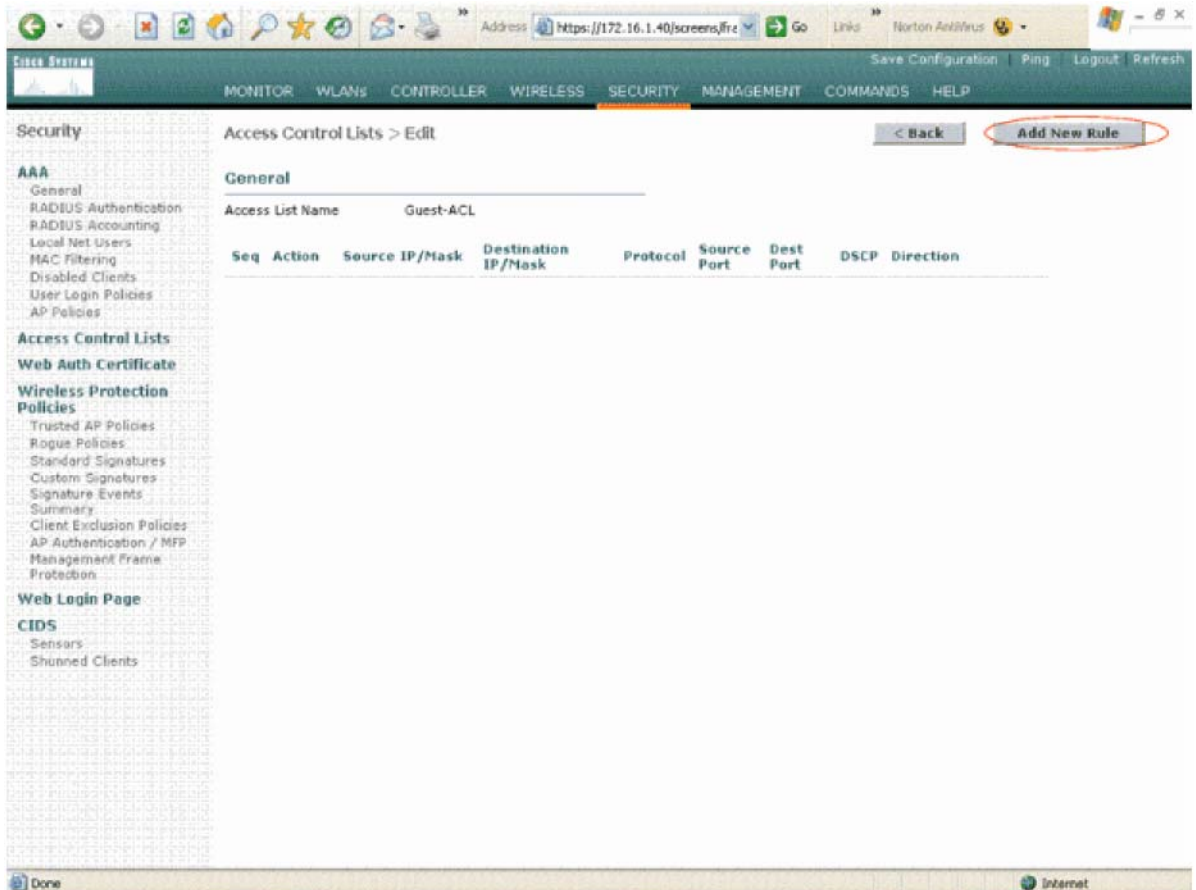 Address https://172.16.1.40/screens/fra Go Links Norton AntiVirus
Cisco Systems
Save Configuration Ping Logout Refresh
MONITOR WLANs CONTROLLER WIRELESS SECURITY MANAGEMENT COMMANDS HELP
Security
Access Control Lists > Edit
< Back
Add New Rule
AAA
General
RADIUS Authentication
RADIUS Accounting
Local Net Users
MAC Filtering
Disabled Clients
User Login Policies
AP Policies
Access Control Lists
Web Auth Certificate
Wireless Protection
Policies
Trusted AP Policies
Rogue Policies
Standard Signatures
Custom Signatures
Signature Events
Summary
Client Exclusion Policies
AP Authentication / MFP
Management Frame
Protection
Web Login Page
CIDS
Sensors
Shunned Clients
General
Access List Name Guest-ACL
Seq Action Source IP/Mask Destination IP/Mask Protocol Source Port Dest Port DSCP Direction
Done
Internet